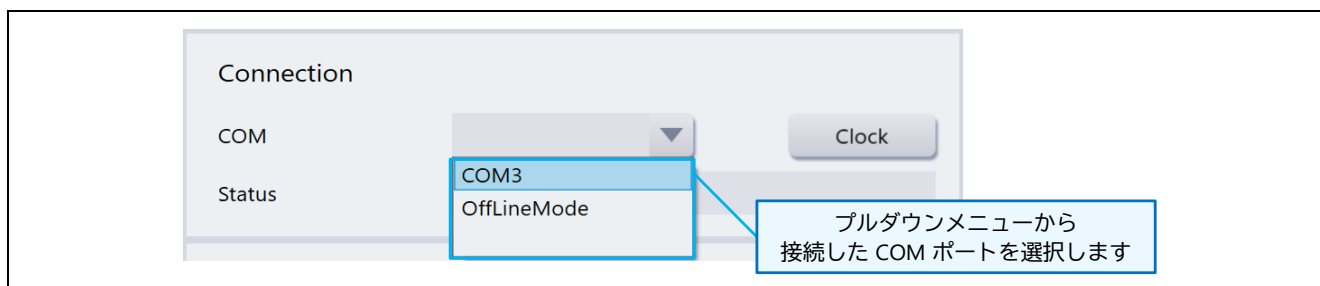 Connection
COM
Clock
COM3
Status
OffLineMode
プルダウンメニューから
接続した COM ポートを選択します